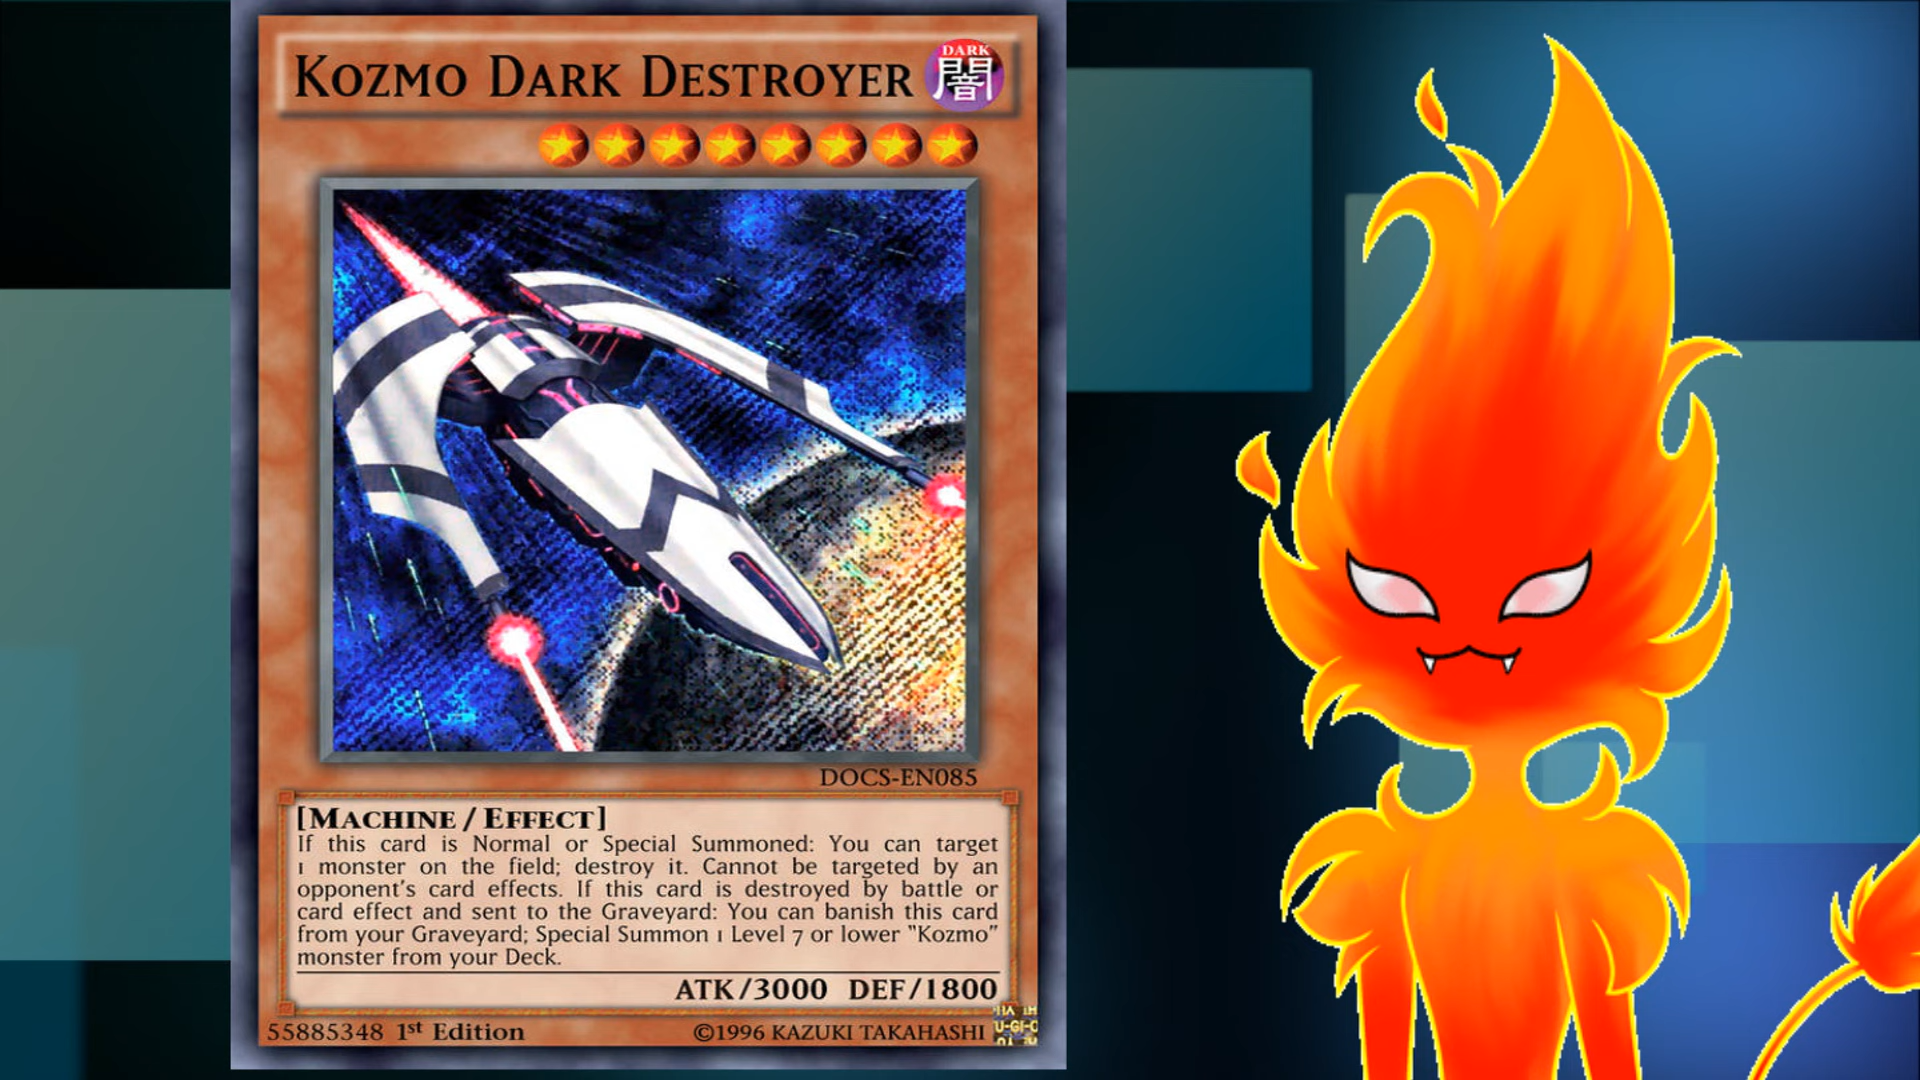 KOZMO DARK DESTROYER
DARK
闇
DOCS-EN085
[MACHINE / EFFECT]
If this card is Normal or Special Summoned: You can target
1 monster on the field; destroy it. Cannot be targeted by an
opponent's card effects. If this card is destroyed by battle or
card effect and sent to the Graveyard: You can banish this card
from your Graveyard; Special Summon 1 Level 7 or lower "Kozmo"
monster from your Deck.
ATK/3000 DEF/1800
55885348 1st Edition
©1996 KAZUKI TAKAHASHI